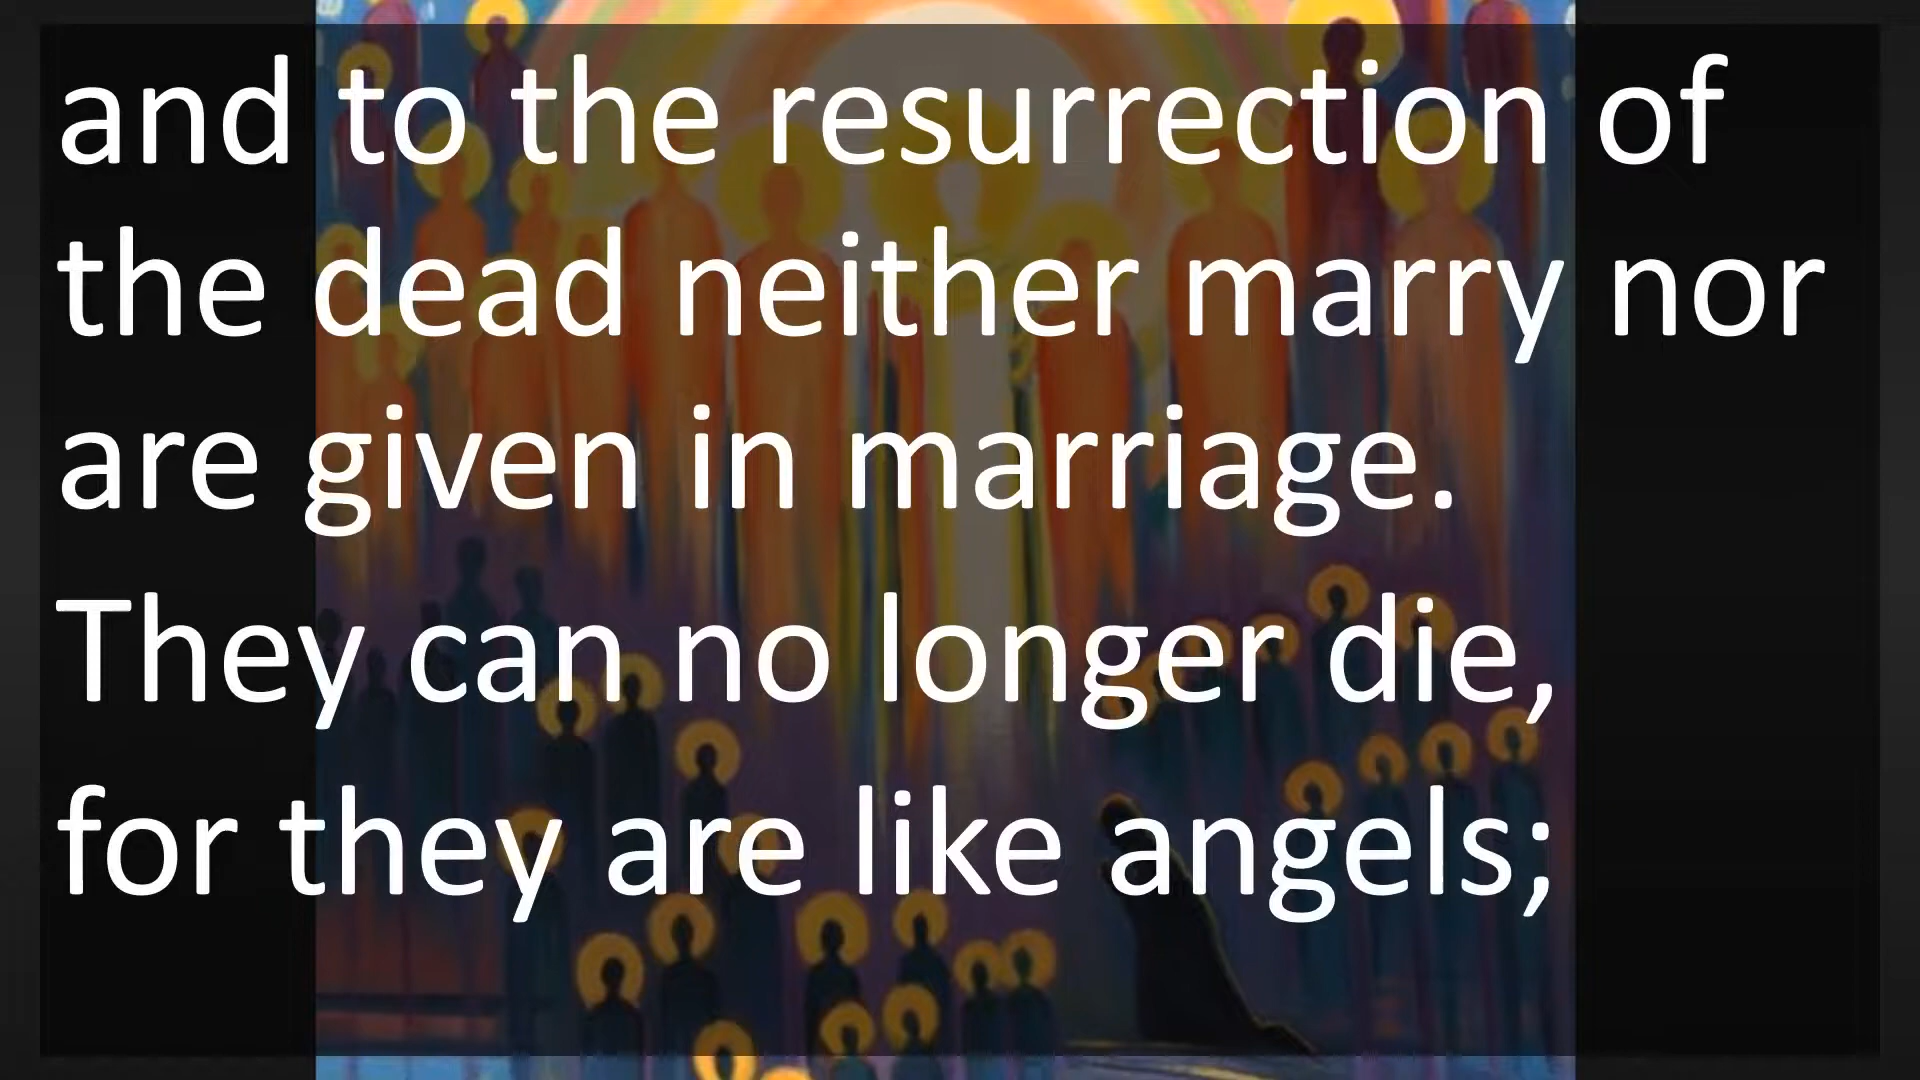 and to the resurrection of
the dead neither marry nor
are given in marriage.
They can no longer die,
for they are like angels;